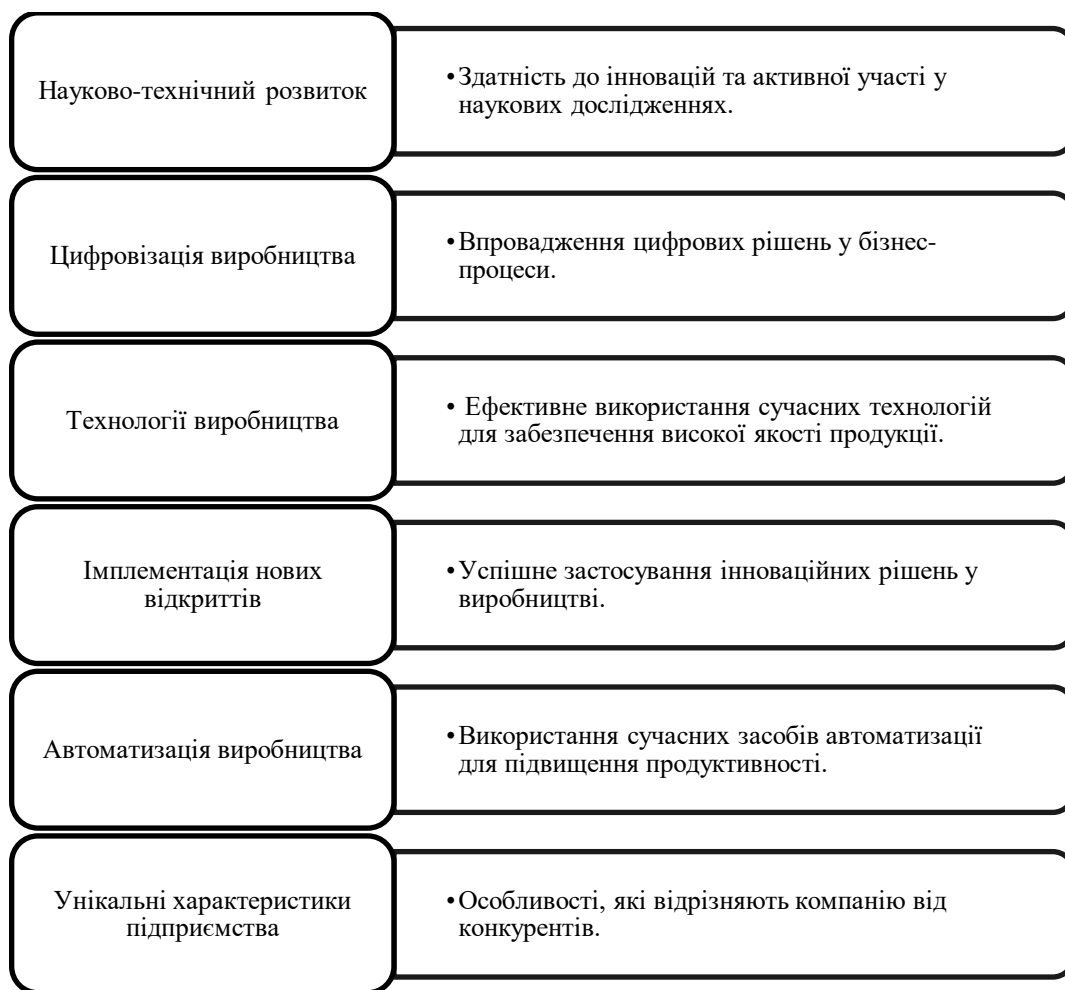 Науково-технічний розвиток
•Здатність до інновацій та активної участі у
наукових дослідженнях.
Цифровізація виробництва
•Впровадження цифрових рішень у бізнес-
процеси.
Технології виробництва
• Ефективне використання сучасних технологій
для забезпечення високої якості продукції.
Імплементація нових
відкриттів
•Успішне застосування інноваційних рішень у
виробництві.
Автоматизація виробництва
•Використання сучасних засобів автоматизації
для підвищення продуктивності.
Унікальні характеристики
підприємства
•Особливості, які відрізняють компанію від
конкурентів.